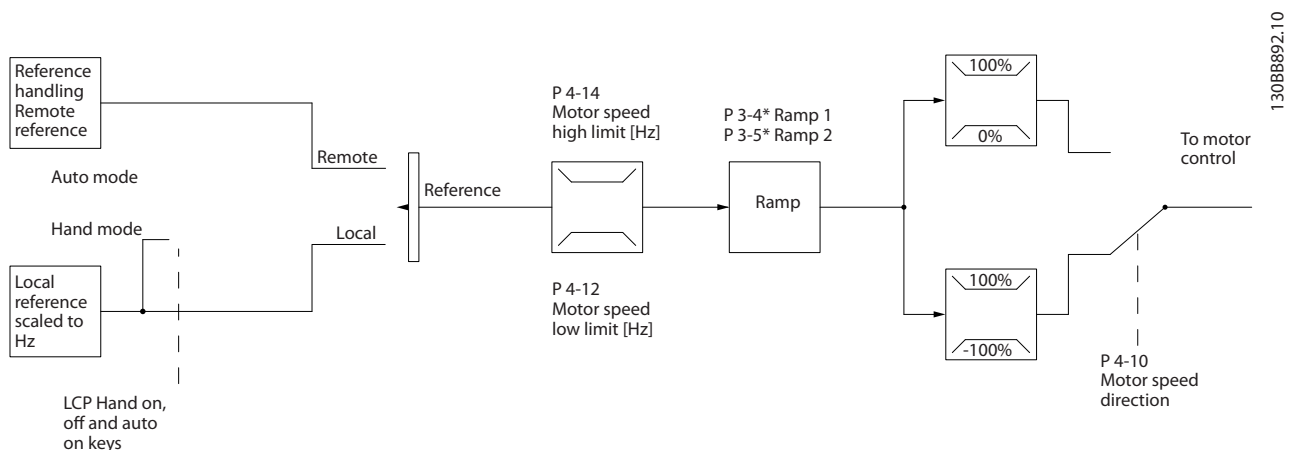 130BB892.10
Reference
handling
Remote
reference
Auto mode
Hand mode
Local
reference
scaled to
Hz
LCP Hand on,
off and auto
on keys
Remote
Local
Reference
P 4-14
Motor speed
high limit [Hz]
P 4-12
Motor speed
low limit [Hz]
P 3-4* Ramp 1
P 3-5* Ramp 2
Ramp
100%
0%
100%
-100%
To motor
control
P 4-10
Motor speed
direction